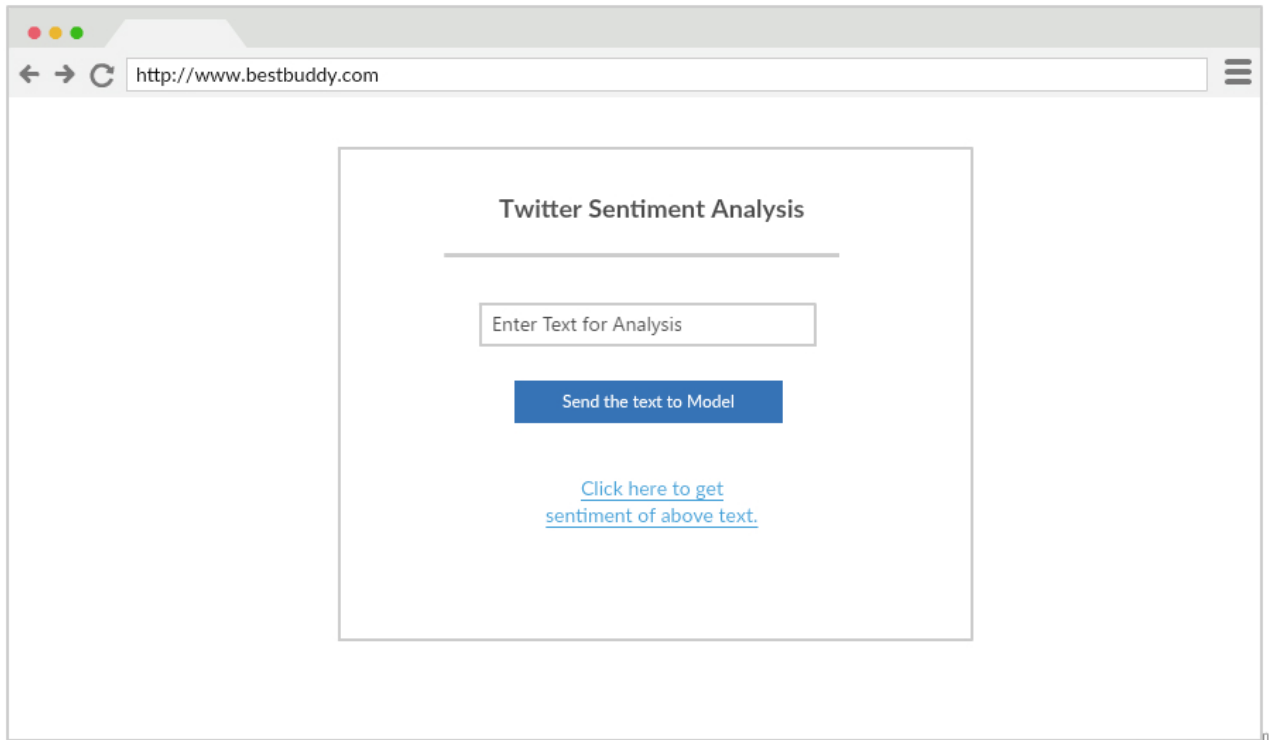 http://www.bestbuddy.com
Twitter Sentiment Analysis
Enter Text for Analysis
Send the text to Model
Click here to get
sentiment of above text.